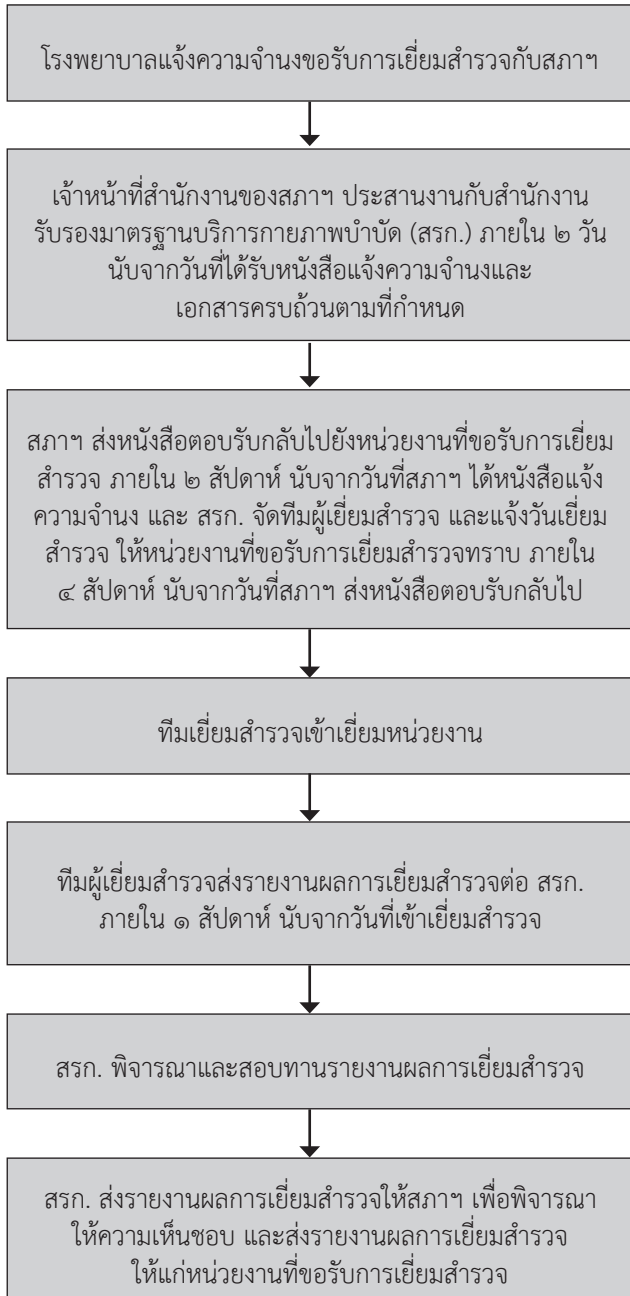 โรงพยาบาลแจ้งความจำนงขอรับการเยี่ยมสำรวจกับสภาฯ
เจ้าหน้าที่สำนักงานของสภาฯ ประสานงานกับสำนักงาน
รับรองมาตรฐานบริการกายภาพบำบัด (สรก.) ภายใน ๒ วัน
นับจากวันที่ได้รับหนังสือแจ้งความจำนงและ
เอกสารครบถ้วนตามที่กำหนด
สภาฯ ส่งหนังสือตอบรับกลับไปยังหน่วยงานที่ขอรับการเยี่ยม
สำรวจ ภายใน ๒ สัปดาห์ นับจากวันที่สภาฯ ได้หนังสือแจ้ง
ความจำนง และ สรก. จัดทีมผู้เยี่ยมสำรวจ และแจ้งวันเยี่ยม
สำรวจ ให้หน่วยงานที่ขอรับการเยี่ยมสำรวจทราบ ภายใน
๔ สัปดาห์ นับจากวันที่สภาฯ ส่งหนังสือตอบรับกลับไป
ทีมเยี่ยมสำรวจเข้าเยี่ยมหน่วยงาน
ทีมผู้เยี่ยมสำรวจส่งรายงานผลการเยี่ยมสำรวจต่อ สรก.
ภายใน ๑ สัปดาห์ นับจากวันที่เข้าเยี่ยมสำรวจ
สรก. พิจารณาและสอบทานรายงานผลการเยี่ยมสำรวจ
สรก. ส่งรายงานผลการเยี่ยมสำรวจให้สภาฯ เพื่อพิจารณา
ให้ความเห็นชอบ และส่งรายงานผลการเยี่ยมสำรวจ
ให้แก่หน่วยงานที่ขอรับการเยี่ยมสำรวจ